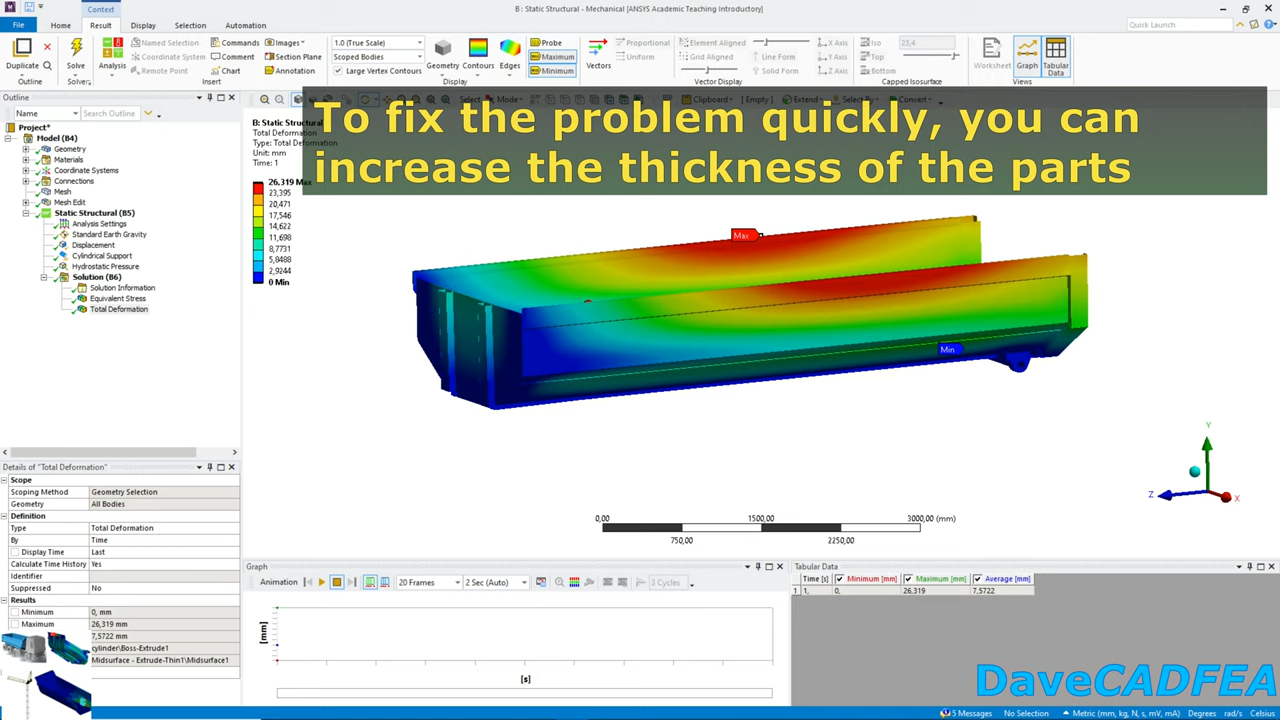 B : Static Structural - Mechanical [ANSYS Academic Teaching Introductory]
Context
File Home Result Display Selection Automation
Quick Launch
Duplicate
Outline
Solve
Solver
Analysis
Named Selection
Coordinate System
Remote Point
Commands
Comment
Chart
Images
Section Plane
Annotation
Insert
1.0 (True Scale)
Scoped Bodies
Large Vertex Contours
Geometry
Contours
Edges
Display
Probe
Maximum
Minimum
Vectors
Proportional
Uniform
Element Aligned
Grid Aligned
Line Form
Solid Form
Vector Display
X Axis
Y Axis
Z Axis
Iso
Top
Bottom
23,4
Capped Isosurface
Worksheet
Graph
Tabular Data
Views
Outline
Name
Search Outline
Select Mode Clipboard [ Empty ] Extend Select By Convert
To fix the problem quickly, you can
increase the thickness of the parts
Project*
Model (B4)
Geometry
Materials
Coordinate Systems
Connections
Mesh
Mesh Edit
Static Structural (B5)
Analysis Settings
Standard Earth Gravity
Displacement
Cylindrical Support
Hydrostatic Pressure
Solution (B6)
Solution Information
Equivalent Stress
Total Deformation
B: Static Structural
Total Deformation
Type: Total Deformation
Unit: mm
Time: 1
26,319 Max
23,395
20,471
17,546
14,622
11,698
8,7731
5,8488
2,9244
0 Min
Max
Min
Y
Z
X
0,00 1500,00 3000,00 (mm)
750,00 2250,00
Details of "Total Deformation"
Scope
Scoping Method Geometry Selection
Geometry All Bodies
Definition
Type Total Deformation
By Time
Display Time Last
Calculate Time History Yes
Identifier
Suppressed No
Results
Minimum 0, mm
Maximum 26,319 mm
7,5722 mm
cylinder\Boss-Extrude1
Midsurface - Extrude-Thin1\Midsurface1
Graph
Animation 20 Frames 2 Sec (Auto) 3 Cycles
[mm]
[s]
Tabular Data
Time [s] Minimum [mm] Maximum [mm] Average [mm]
1 1, 0, 26,319 7,5722
DaveCADFEA
5 Messages No Selection Metric (mm, kg, N, s, mV, mA) Degrees rad/s Celsius